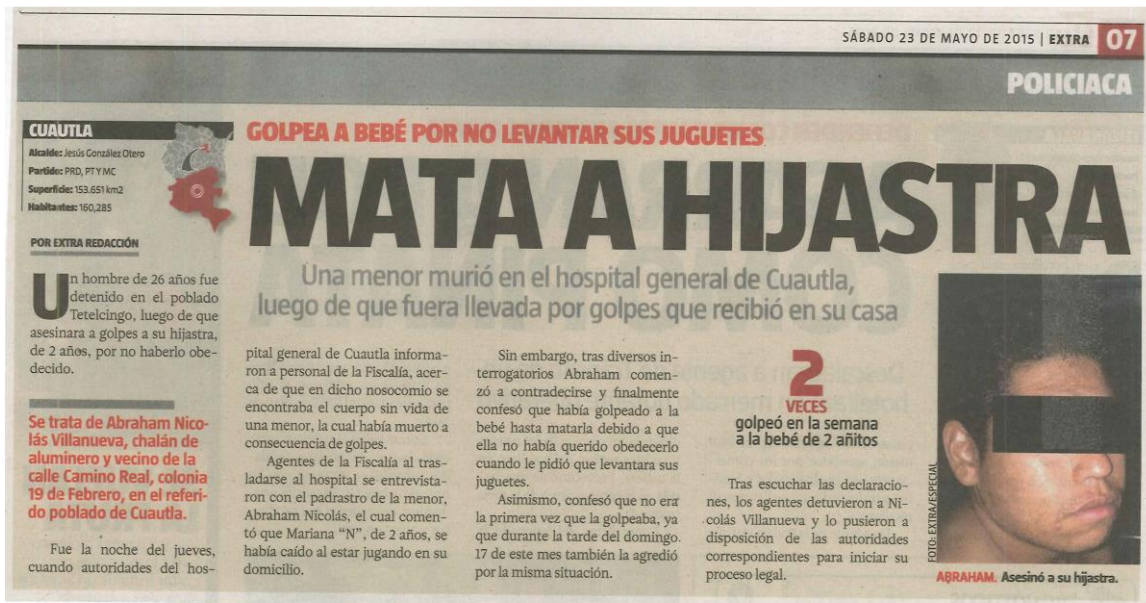 SÁBADO 23 DE MAYO DE 2015 | EXTRA 07
POLICIACA
CUAUTLA
Alcalde: Jesús González Otero
Partido: PRD, PT Y MC
Superficie: 153.651 km2
Habitantes: 160,285
GOLPEA A BEBÉ POR NO LEVANTAR SUS JUGUETES
MATA A HIJASTRA
Una menor murió en el hospital general de Cuautla,
luego de que fuera llevada por golpes que recibió en su casa
POR EXTRA REDACCIÓN
Un hombre de 26 años fue
detenido en el poblado
Tetelcingo, luego de que
asesinara a golpes a su hijastra,
de 2 años, por no haberlo obe-
decido.
Se trata de Abraham Nico-
lás Villanueva, chalán de
aluminero y vecino de la
calle Camino Real, colonia
19 de Febrero, en el referi-
do poblado de Cuautla.
Fue la noche del jueves,
cuando autoridades del hos-
pital general de Cuautla informa-
ron a personal de la Fiscalía, acer-
ca de que en dicho nosocomio se
encontraba el cuerpo sin vida de
una menor, la cual había muerto a
consecuencia de golpes.
Agentes de la Fiscalía al tras-
ladarse al hospital se entrevista-
ron con el padrastro de la menor,
Abraham Nicolás, el cual comen-
tó que Mariana “N”, de 2 años, se
había caído al estar jugando en su
domicilio.
Sin embargo, tras diversos in-
terrogatorios Abraham comen-
zó a contradecirse y finalmente
confesó que había golpeado a la
bebé hasta matarla debido a que
ella no había querido obedecerlo
cuando le pidió que levantara sus
juguetes.
Asimismo, confesó que no era
la primera vez que la golpeaba, ya
que durante la tarde del domingo
17 de este mes también la agredió
por la misma situación.
2
VECES
golpeó en la semana
a la bebé de 2 añitos
Tras escuchar las declaracio-
nes, los agentes detuvieron a Ni-
colás Villanueva y lo pusieron a
disposición de las autoridades
correspondientes para iniciar su
proceso legal.
FOTO: EXTRA/ESPECIAL
ABRAHAM. Asesinó a su hijastra.